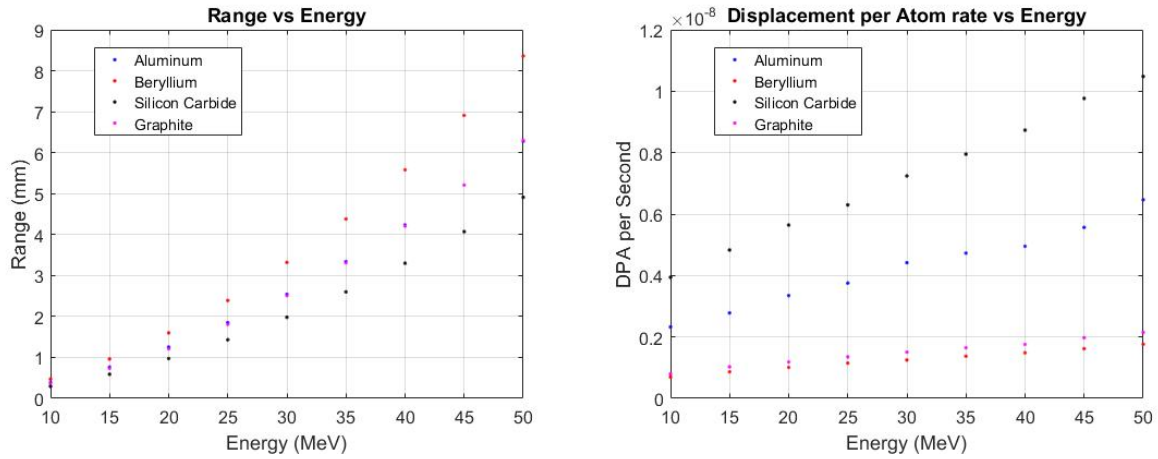 Range vs Energy
9
8
7
6
5
4
3
2
1
0
Range (mm)
Aluminum
Beryllium
Silicon Carbide
Graphite
10 15 20 25 30 35 40 45 50
Energy (MeV)
Displacement per Atom rate vs Energy
×10-8
1.2
1
0.8
0.6
0.4
0.2
0
DPA per Second
Aluminum
Beryllium
Silicon Carbide
Graphite
10 15 20 25 30 35 40 45 50
Energy (MeV)